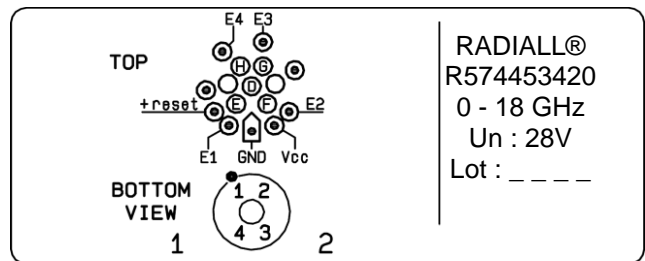 E4 E3
TOP
H G
D
E F
+reset
E2
E1 GND Vcc
BOTTOM
VIEW
1 2
4 3
1 2
RADIALL®
R574453420
0 - 18 GHz
Un : 28V
Lot : _ _ _ _